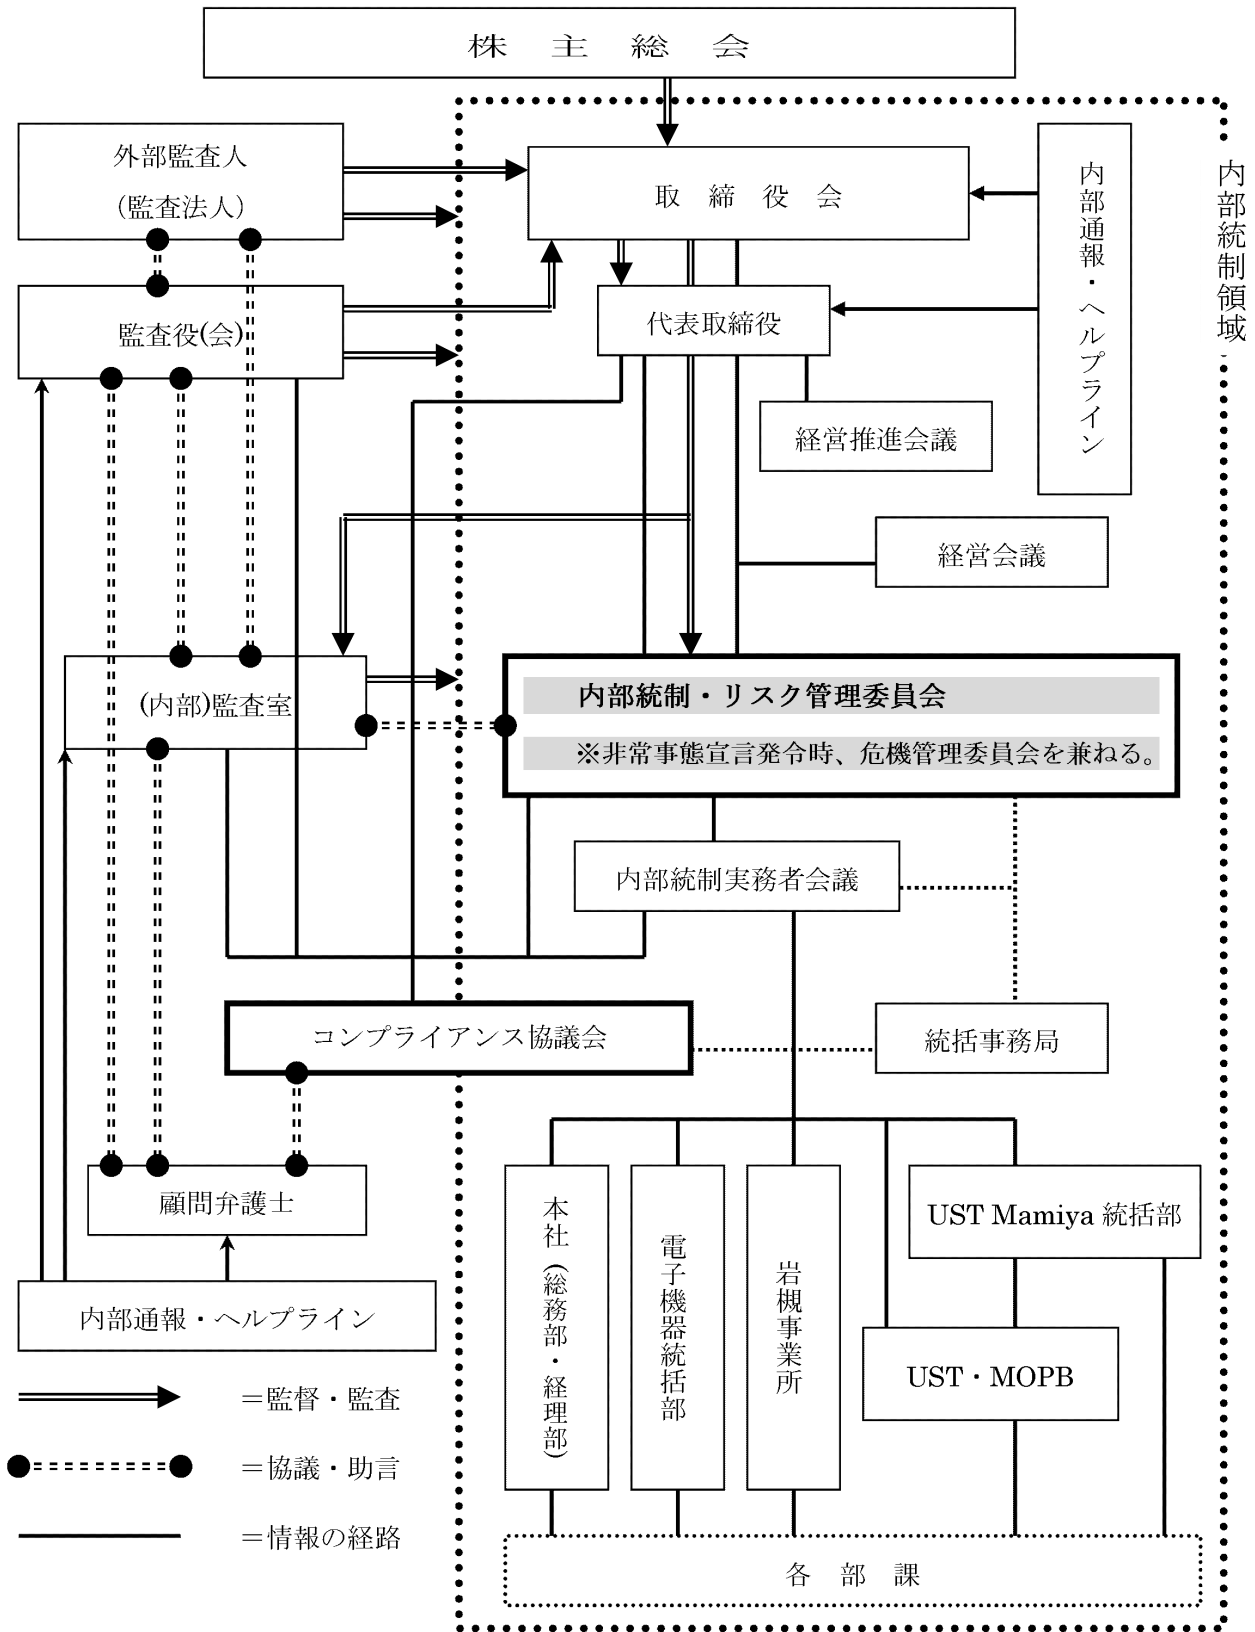 株主総会
外部監査人
(監査法人)
取締役会
内部通報・ヘルプライン
内部統制領域
監査役(会)
代表取締役
経営推進会議
経営会議
(内部)監査室
内部統制・リスク管理委員会
※非常事態宣言発令時、危機管理委員会を兼ねる。
内部統制実務者会議
コンプライアンス協議会
統括事務局
顧問弁護士
本社(総務部・経理部)
電子機器統括部
岩槻事業所
UST Mamiya 統括部
UST・MOPB
内部通報・ヘルプライン
＝監督・監査
＝協議・助言
＝情報の経路
各部課